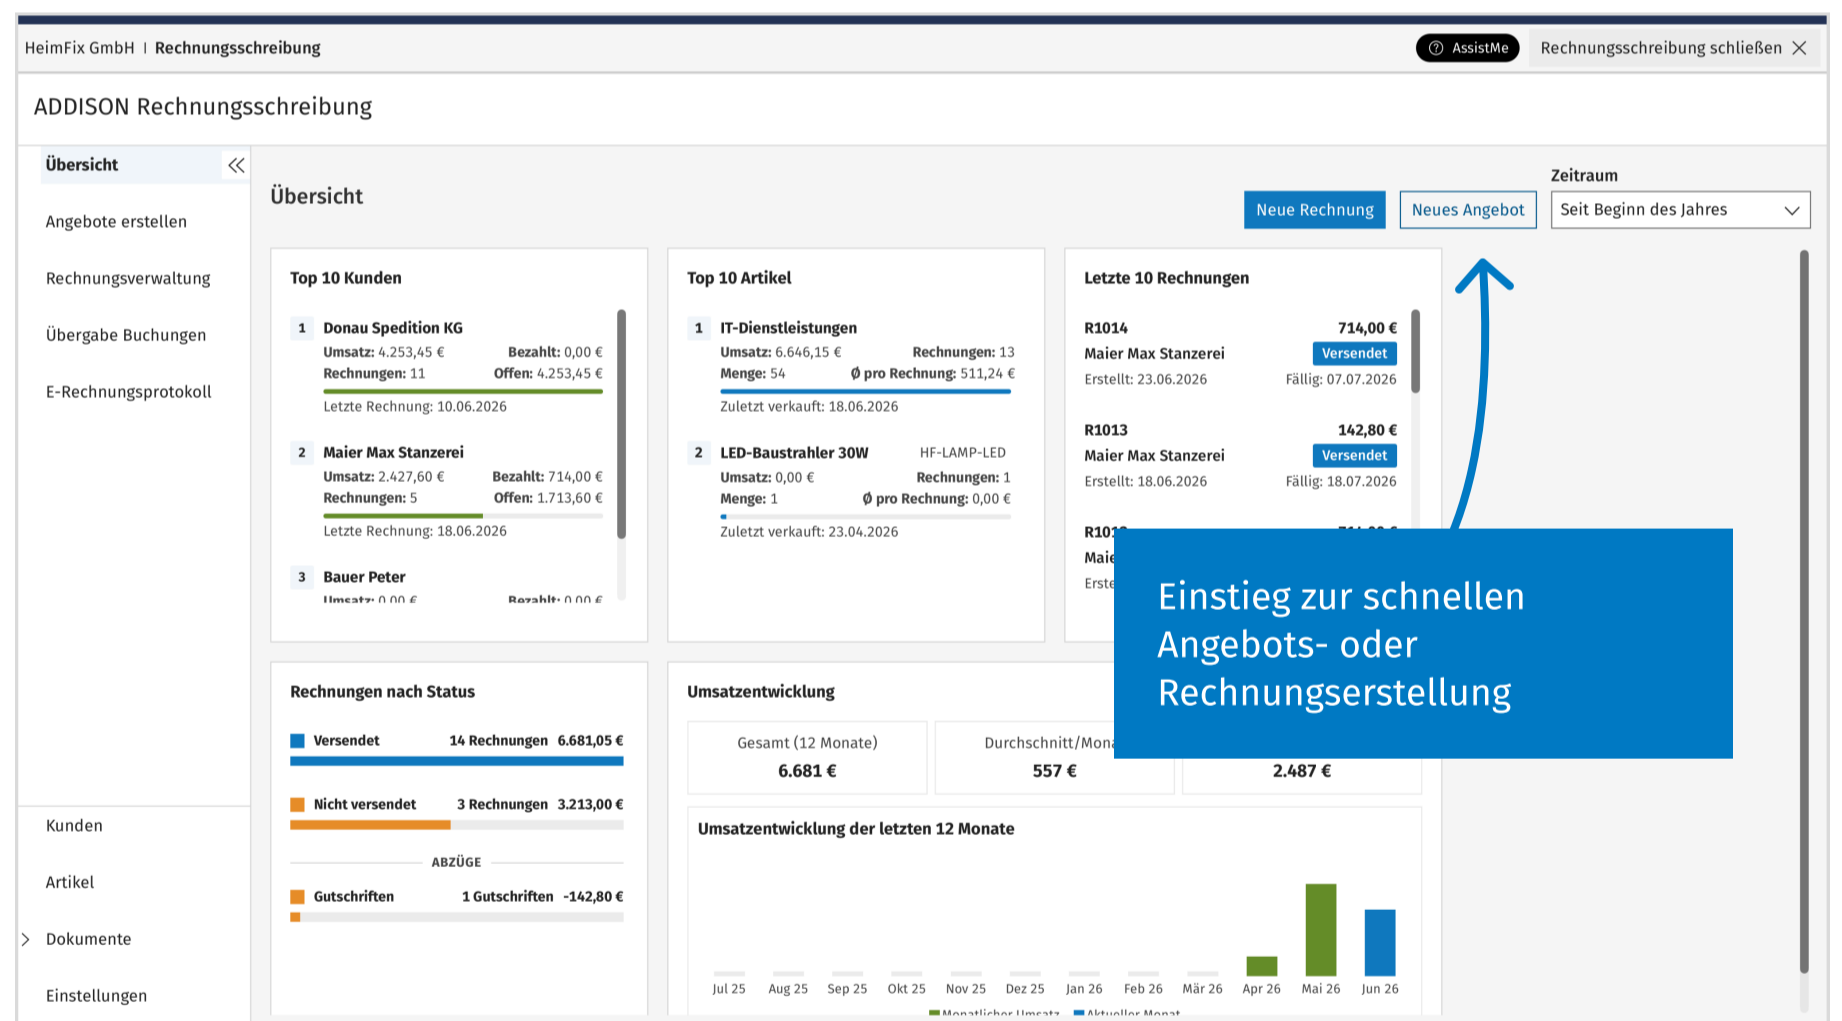 HeimFix GmbH | Rechnungsschreibung
AssistMe
Rechnungsschreibung schließen
ADDISON Rechnungsschreibung
Übersicht
Angebote erstellen
Rechnungsverwaltung
Übergabe Buchungen
E-Rechnungsprotokoll
Kunden
Artikel
Dokumente
Einstellungen
Übersicht
Neue Rechnung
Neues Angebot
Zeitraum
Seit Beginn des Jahres
Top 10 Kunden
1 Donau Spedition KG
Umsatz: 4.253,45 € Bezahlt: 0,00 €
Rechnungen: 11 Offen: 4.253,45 €
Letzte Rechnung: 10.06.2026
2 Maier Max Stanzerei
Umsatz: 2.427,60 € Bezahlt: 714,00 €
Rechnungen: 5 Offen: 1.713,60 €
Letzte Rechnung: 18.06.2026
3 Bauer Peter
Umsatz: 0,00 € Bezahlt: 0,00 €
Top 10 Artikel
1 IT-Dienstleistungen
Umsatz: 6.646,15 € Rechnungen: 13
Menge: 54 Ø pro Rechnung: 511,24 €
Zuletzt verkauft: 18.06.2026
2 LED-Baustrahler 30W HF-LAMP-LED
Umsatz: 0,00 € Rechnungen: 1
Menge: 1 Ø pro Rechnung: 0,00 €
Zuletzt verkauft: 23.04.2026
Letzte 10 Rechnungen
R1014 714,00 €
Maier Max Stanzerei Versendet
Erstellt: 23.06.2026 Fällig: 07.07.2026
R1013 142,80 €
Maier Max Stanzerei Versendet
Erstellt: 18.06.2026 Fällig: 18.07.2026
Einstieg zur schnellen
Angebots- oder
Rechnungserstellung
Rechnungen nach Status
Versendet 14 Rechnungen 6.681,05 €
Nicht versendet 3 Rechnungen 3.213,00 €
ABZÜGE
Gutschriften 1 Gutschriften -142,80 €
Umsatzentwicklung
Gesamt (12 Monate)
6.681 €
557 €
2.487 €
Umsatzentwicklung der letzten 12 Monate
Jul 25 Aug 25 Sep 25 Okt 25 Nov 25 Dez 25 Jan 26 Feb 26 Mär 26 Apr 26 Mai 26 Jun 26
Monatlicher Umsatz Aktueller Monat